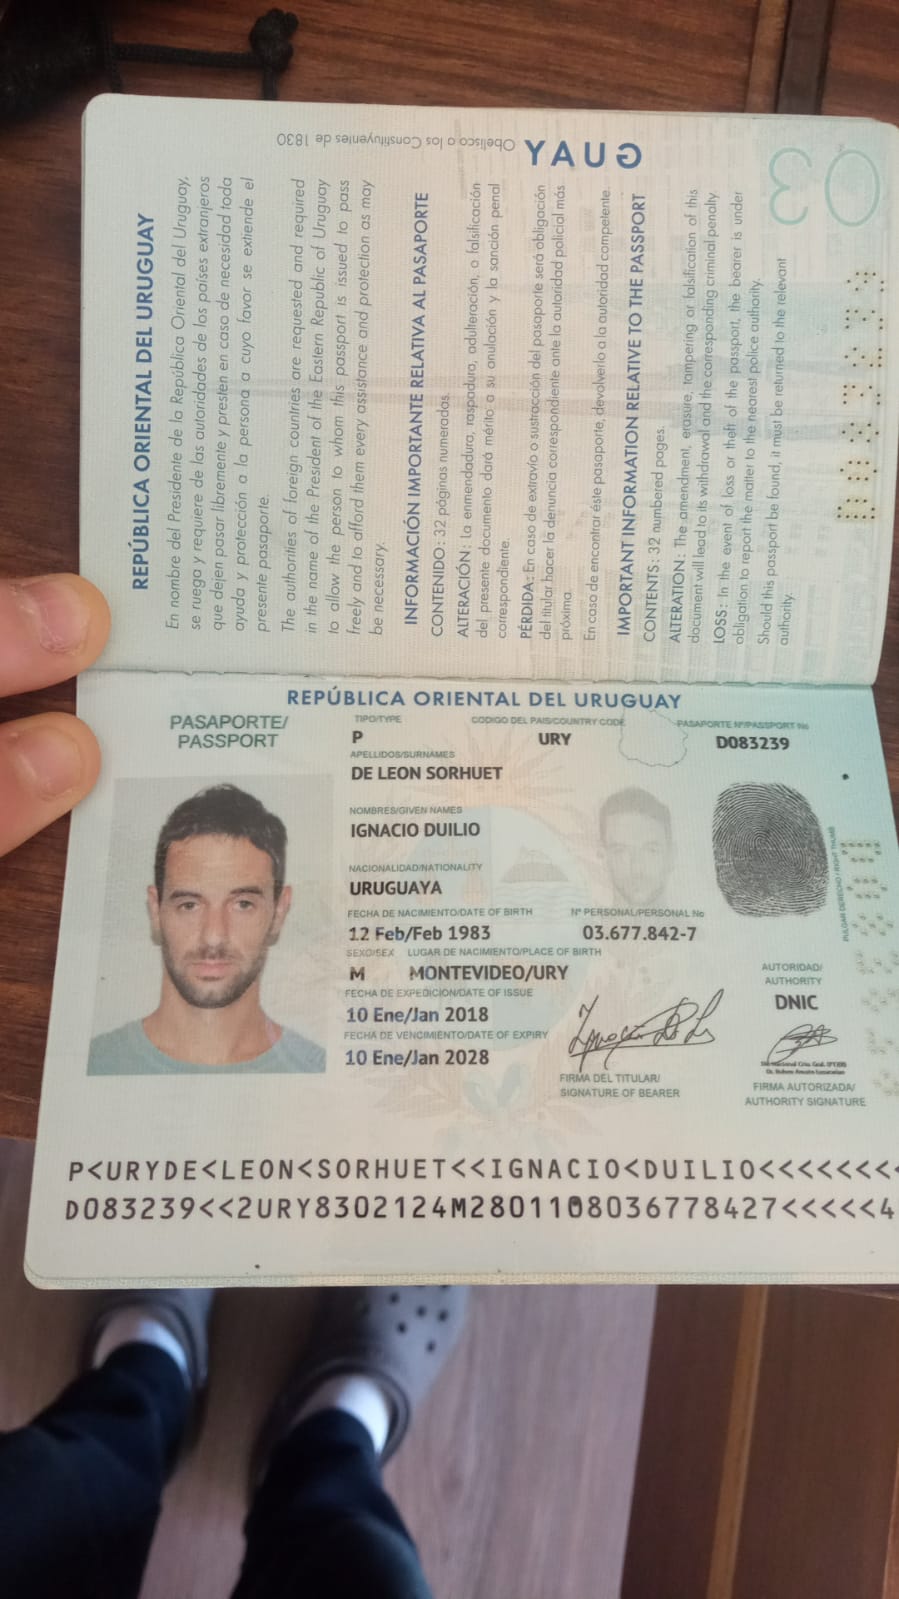 Obelisco a los Constituyentes de 1830
GUAY
03
REPÚBLICA ORIENTAL DEL URUGUAY
En nombre del Presidente de la República Oriental del Uruguay,
se ruega y requiere de las autoridades de los países extranjeros
que dejen pasar libremente y presten en caso de necesidad toda
ayuda y protección a la persona a cuyo favor se extiende el
presente pasaporte.
The authorities of foreign countries are requested and required
in the name of the President of the Eastern Republic of Uruguay
to allow the person to whom this passport is issued to pass
freely and to afford them every assistance and protection as may
be necessary.
INFORMACIÓN IMPORTANTE RELATIVA AL PASAPORTE
CONTENIDO: 32 páginas numeradas.
ALTERACIÓN: La enmendadura, raspadura, adulteración, o falsificación
del presente documento dará mérito a su anulación y la sanción penal
correspondiente.
PÉRDIDA: En caso de extravío o sustracción del pasaporte será obligación
del titular hacer la denuncia correspondiente ante la autoridad policial más
próxima.
En caso de encontrar éste pasaporte, devolverlo a la autoridad competente.
IMPORTANT INFORMATION RELATIVE TO THE PASSPORT
CONTENTS: 32 numbered pages.
ALTERATION: The amendment, erasure, tampering or falsification of this
document will lead to its withdrawal and the corresponding criminal penalty.
LOSS: In the event of loss or theft of the passport, the bearer is under
obligation to report the matter to the nearest police authority.
Should this passport be found, it must be returned to the relevant
authority.
REPÚBLICA ORIENTAL DEL URUGUAY
PASAPORTE/
PASSPORT
TIPO/TYPE CODIGO DEL PAIS/COUNTRY CODE PASAPORTE Nº/PASSPORT No
P URY D083239
APELLIDOS/SURNAMES
DE LEON SORHUET
NOMBRES/GIVEN NAMES
IGNACIO DUILIO
NACIONALIDAD/NATIONALITY
URUGUAYA
FECHA DE NACIMIENTO/DATE OF BIRTH Nº PERSONAL/PERSONAL No
12 Feb/Feb 1983 03.677.842-7
SEXO/SEX LUGAR DE NACIMIENTO/PLACE OF BIRTH
M MONTEVIDEO/URY
FECHA DE EXPEDICION/DATE OF ISSUE
10 Ene/Jan 2018
FECHA DE VENCIMIENTO/DATE OF EXPIRY
10 Ene/Jan 2028
PULGAR DERECHO / RIGHT THUMB
AUTORIDAD/
AUTHORITY
DNIC
FIRMA DEL TITULAR/
SIGNATURE OF BEARER
FIRMA AUTORIZADA/
AUTHORITY SIGNATURE
P<URYDE<LEON<SORHUET<<IGNACIO<DUILIO<<<<<<<<
D083239<<2URY8302124M2801108036778427<<<<<4